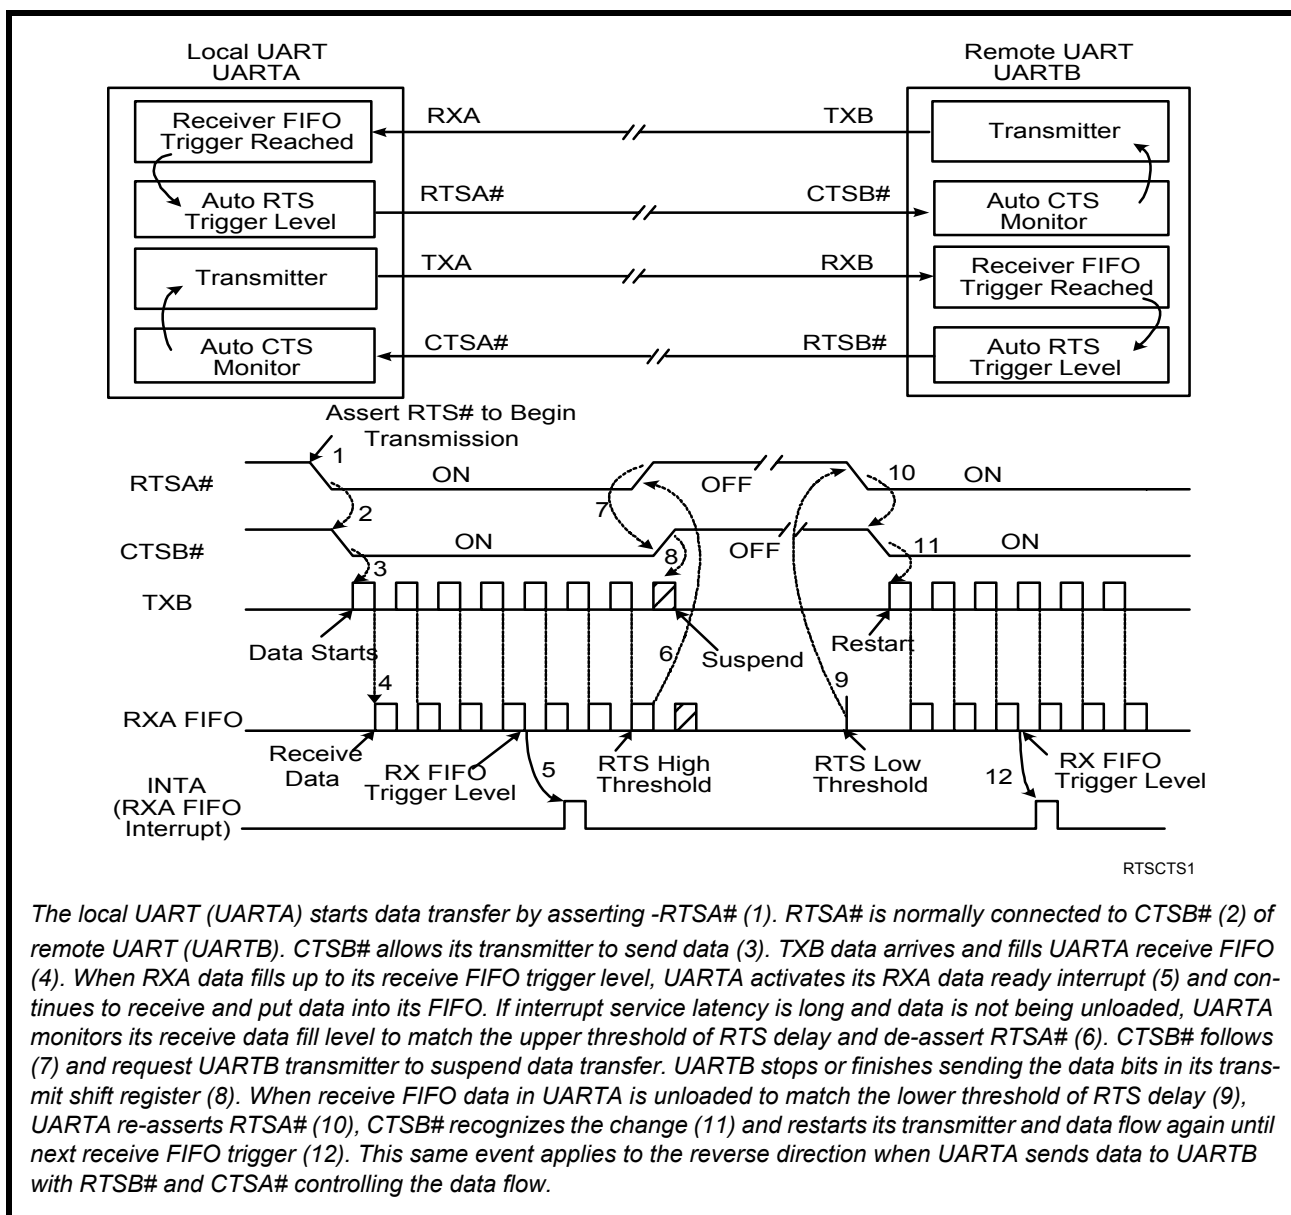 Local UART
UARTA
Remote UART
UARTB
Receiver FIFO
Trigger Reached
RXA
TXB
Transmitter
Auto RTS
Trigger Level
RTSA#
CTSB#
Auto CTS
Monitor
Transmitter
TXA
RXB
Receiver FIFO
Trigger Reached
Auto CTS
Monitor
CTSA#
RTSB#
Auto RTS
Trigger Level
Assert RTS# to Begin
Transmission
1
RTSA#
ON
7
OFF
10
ON
2
CTSB#
ON
8
OFF
11
ON
3
TXB
Data Starts
6
Suspend
Restart
4
9
RXA FIFO
Receive
Data
RX FIFO
Trigger Level
5
RTS High
Threshold
RTS Low
Threshold
12
RX FIFO
Trigger Level
INTA
(RXA FIFO
Interrupt)
RTSCTS1
The local UART (UARTA) starts data transfer by asserting -RTSA# (1). RTSA# is normally connected to CTSB# (2) of
remote UART (UARTB). CTSB# allows its transmitter to send data (3). TXB data arrives and fills UARTA receive FIFO
(4). When RXA data fills up to its receive FIFO trigger level, UARTA activates its RXA data ready interrupt (5) and con-
tinues to receive and put data into its FIFO. If interrupt service latency is long and data is not being unloaded, UARTA
monitors its receive data fill level to match the upper threshold of RTS delay and de-assert RTSA# (6). CTSB# follows
(7) and request UARTB transmitter to suspend data transfer. UARTB stops or finishes sending the data bits in its trans-
mit shift register (8). When receive FIFO data in UARTA is unloaded to match the lower threshold of RTS delay (9),
UARTA re-asserts RTSA# (10), CTSB# recognizes the change (11) and restarts its transmitter and data flow again until
next receive FIFO trigger (12). This same event applies to the reverse direction when UARTA sends data to UARTB
with RTSB# and CTSA# controlling the data flow.